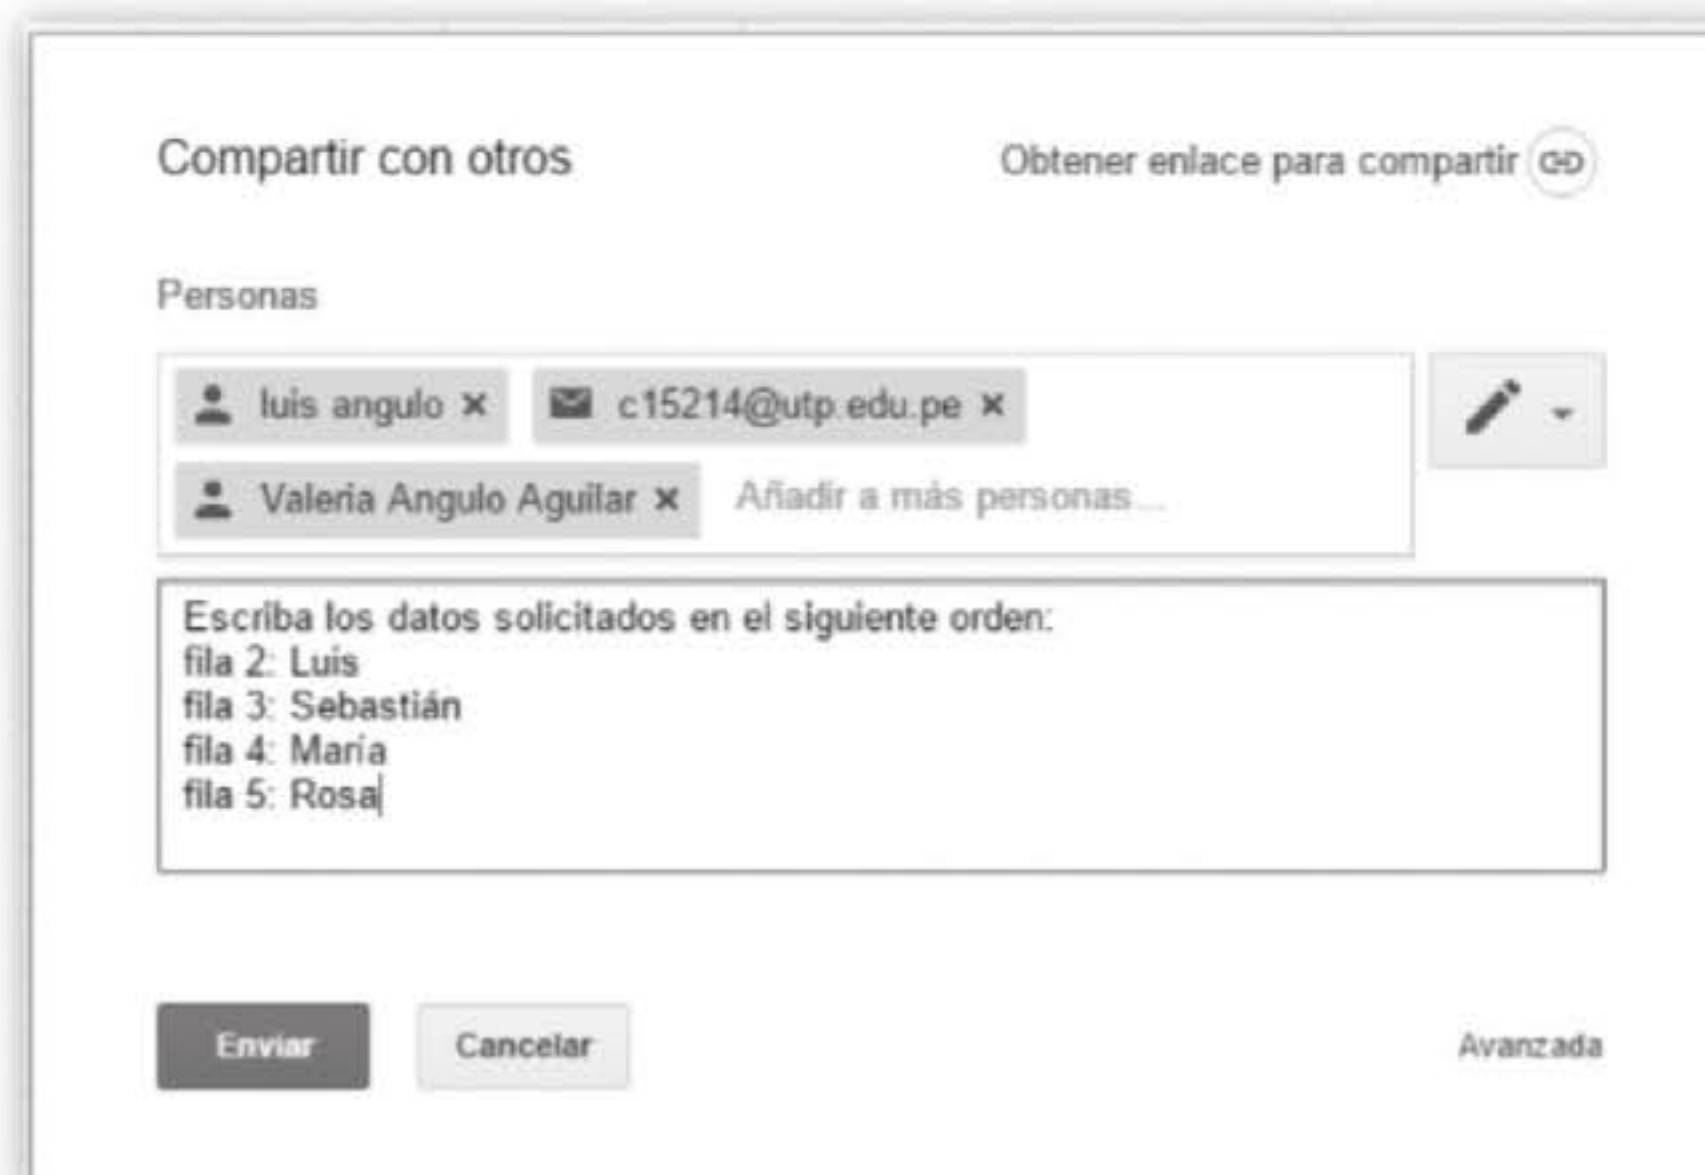 Compartir con otros
Obtener enlace para compartir
Personas
luis angulo × c15214@utp.edu.pe ×
Valeria Angulo Aguilar × Añadir a más personas...
Escriba los datos solicitados en el siguiente orden:
fila 2: Luis
fila 3: Sebastián
fila 4: María
fila 5: Rosa
Enviar
Cancelar
Avanzada